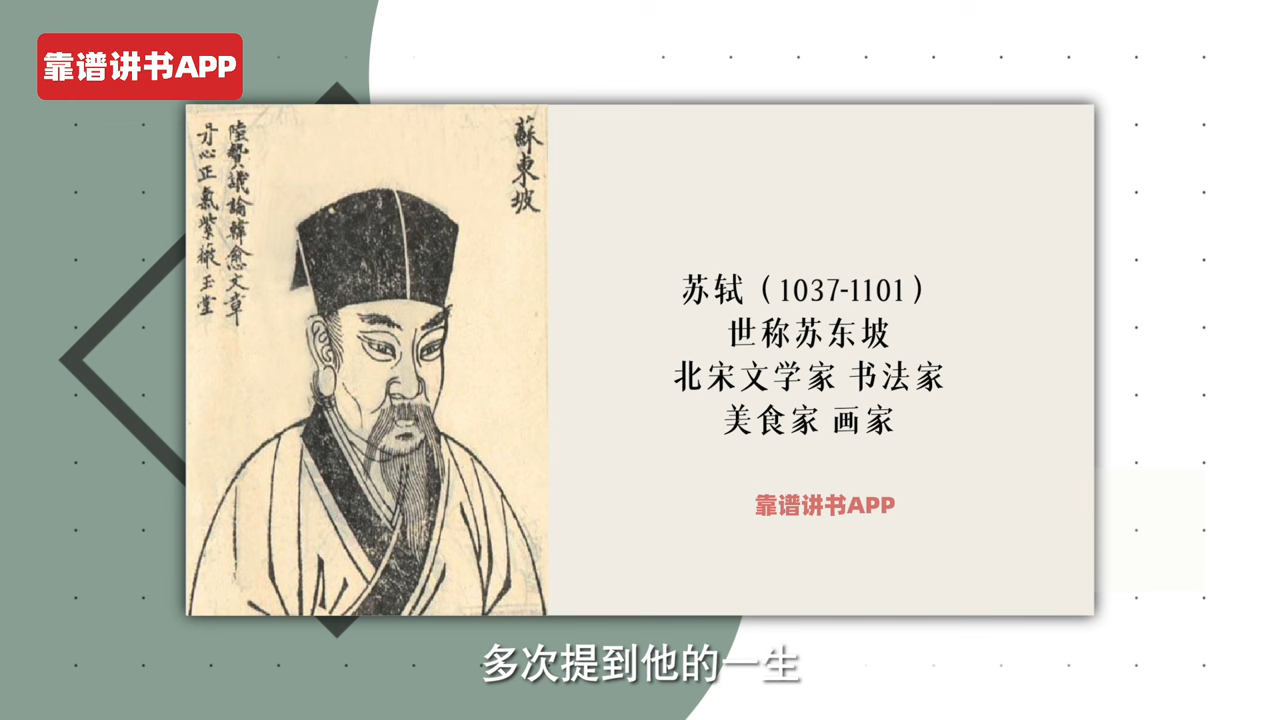 靠谱讲书APP
蘇東坡
陸贄議論韓愈文章
丹心正氣紫薇玉堂
苏轼（1037-1101）
世称苏东坡
北宋文学家 书法家
美食家 画家
靠谱讲书APP
多次提到他的一生